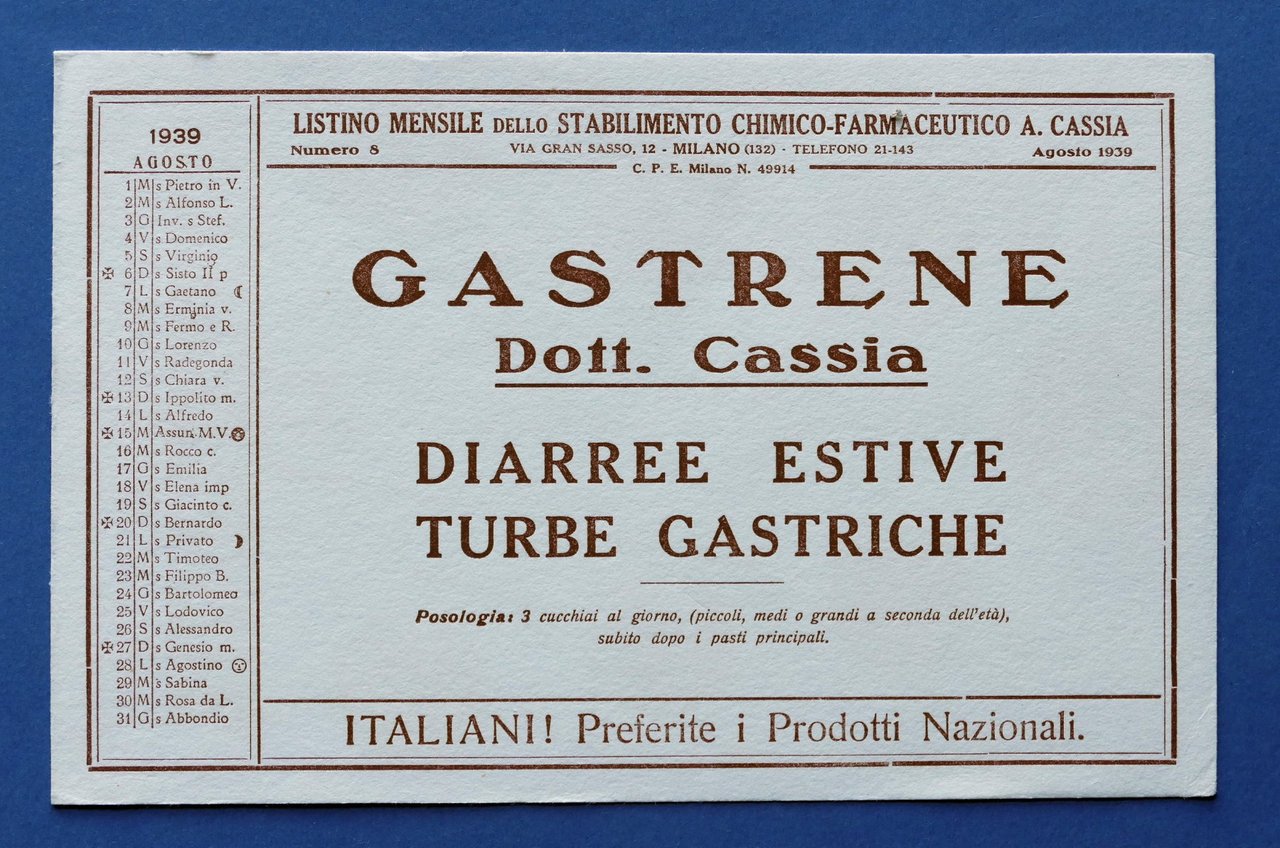 1939
AGOSTO
1 M s Pietro in V.
2 M s Alfonso L.
3 G Inv. s Stef.
4 V s Domenico
5 S s Virginio
✠ 6 D s Sisto II p
7 L s Gaetano ☾
8 M s Erminia v.
9 M s Fermo e R.
10 G s Lorenzo
11 V s Radegonda
12 S s Chiara v.
✠ 13 D s Ippolito m.
14 L s Alfredo
✠ 15 M Assun. M.V.
16 M s Rocco c.
17 G s Emilia
18 V s Elena imp
19 S s Giacinto c.
✠ 20 D s Bernardo
21 L s Privato ☽
22 M s Timoteo
23 M s Filippo B.
24 G s Bartolomeo
25 V s Lodovico
26 S s Alessandro
✠ 27 D s Genesio m.
28 L s Agostino
29 M s Sabina
30 M s Rosa da L.
31 G s Abbondio
LISTINO MENSILE DELLO STABILIMENTO CHIMICO-FARMACEUTICO A. CASSIA
Numero 8 VIA GRAN SASSO, 12 - MILANO (132) - TELEFONO 21-143 Agosto 1939
C. P. E. Milano N. 49914
GASTRENE
Dott. Cassia
DIARREE ESTIVE
TURBE GASTRICHE
Posologia: 3 cucchiai al giorno, (piccoli, medi o grandi a seconda dell'età),
subito dopo i pasti principali.
ITALIANI! Preferite i Prodotti Nazionali.